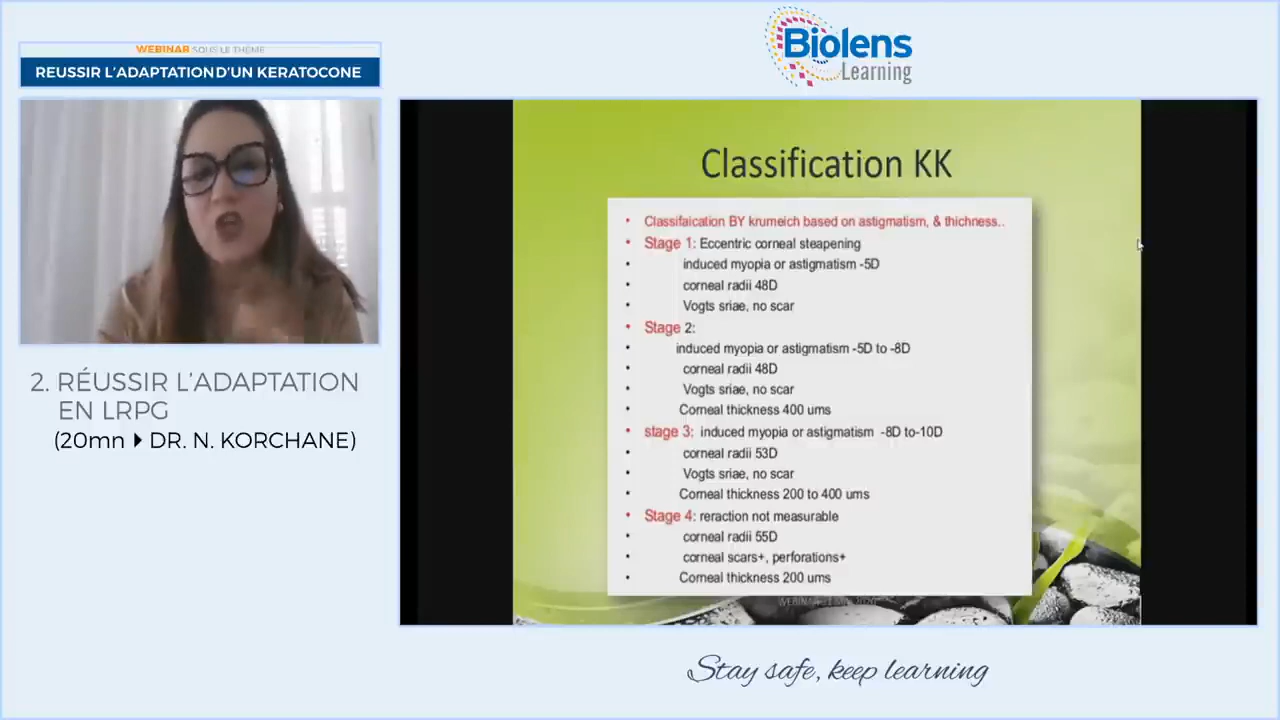 WEBINAR SOUS LE THÈME
REUSSIR L'ADAPTATION D'UN KERATOCONE
Biolens
Learning
2. RÉUSSIR L'ADAPTATION
EN LRPG
(20mn DR. N. KORCHANE)
Classification KK
• Classifaication BY krumeich based on astigmatism, & thichness..
• Stage 1: Eccentric corneal steapening
• induced myopia or astigmatism -5D
• corneal radii 48D
• Vogts sriae, no scar
• Stage 2:
• induced myopia or astigmatism -5D to -8D
• corneal radii 48D
• Vogts sriae, no scar
• Corneal thickness 400 ums
• stage 3: induced myopia or astigmatism -8D to-10D
• corneal radii 53D
• Vogts sriae, no scar
• Corneal thickness 200 to 400 ums
• Stage 4: reraction not measurable
• corneal radii 55D
• corneal scars+, perforations+
• Corneal thickness 200 ums
Stay safe, keep learning